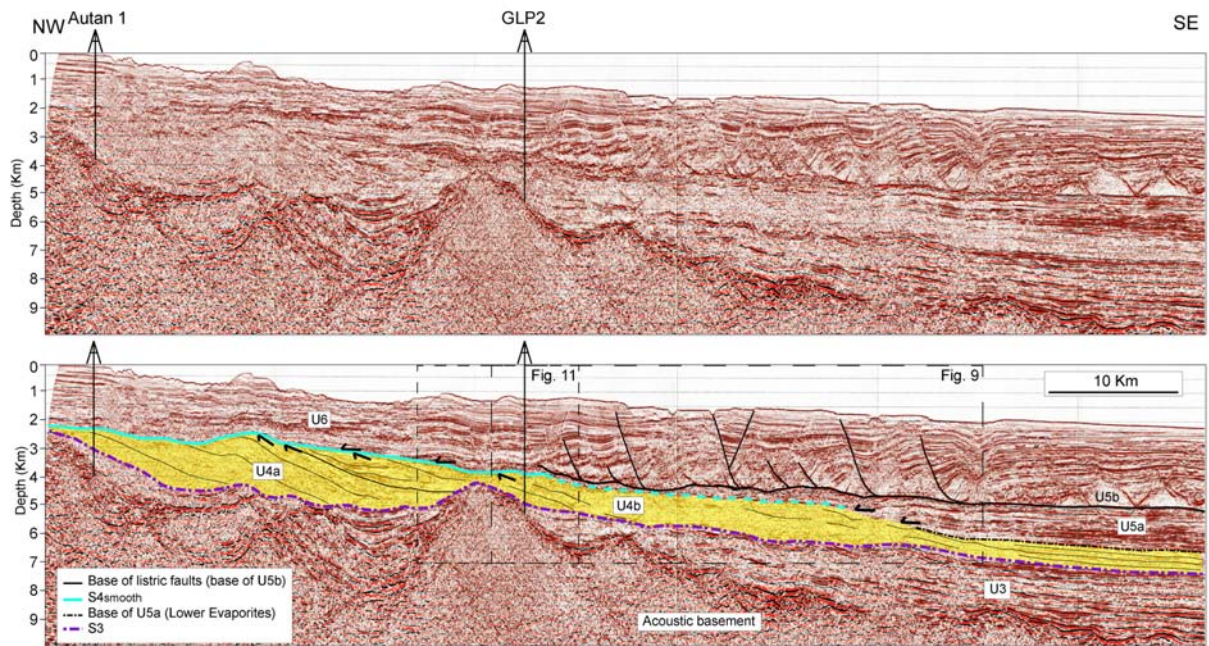 NW Autan 1 GLP2 SE
0
1
2
3
4
5
6
7
8
9
Depth (Km)
0
1
2
3
4
5
6
7
8
9
Depth (Km)
Fig. 11 Fig. 9
10 Km
U6
U4a
U4b
U5b
U5a
U3
Acoustic basement
Base of listric faults (base of U5b)
S4smooth
Base of U5a (Lower Evaporites)
S3